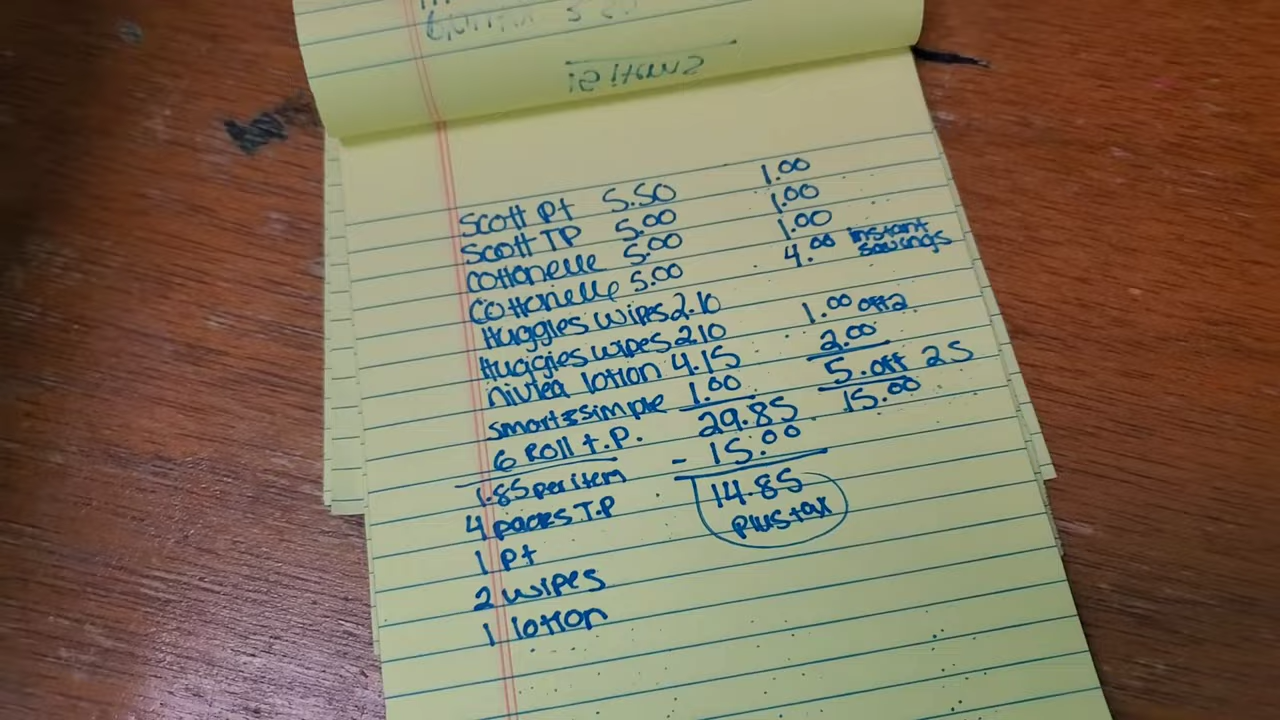 12 items
Scott Pt 5.50 1.00
Scott TP 5.00 1.00
Cottonelle 5.00 1.00
Cottonelle 5.00 4.00 instant savings
Huggies wipes 2.10
Huggies wipes 2.10 1.00 off 2
nivea lotion 4.15 2.00
smart & simple 1.00 5. off 25
6 Roll t.P. 29.85 15.00
- 15.00
1.85 per item 14.85
4 packs T.P plus tax
1 Pt
2 wipes
1 lotion